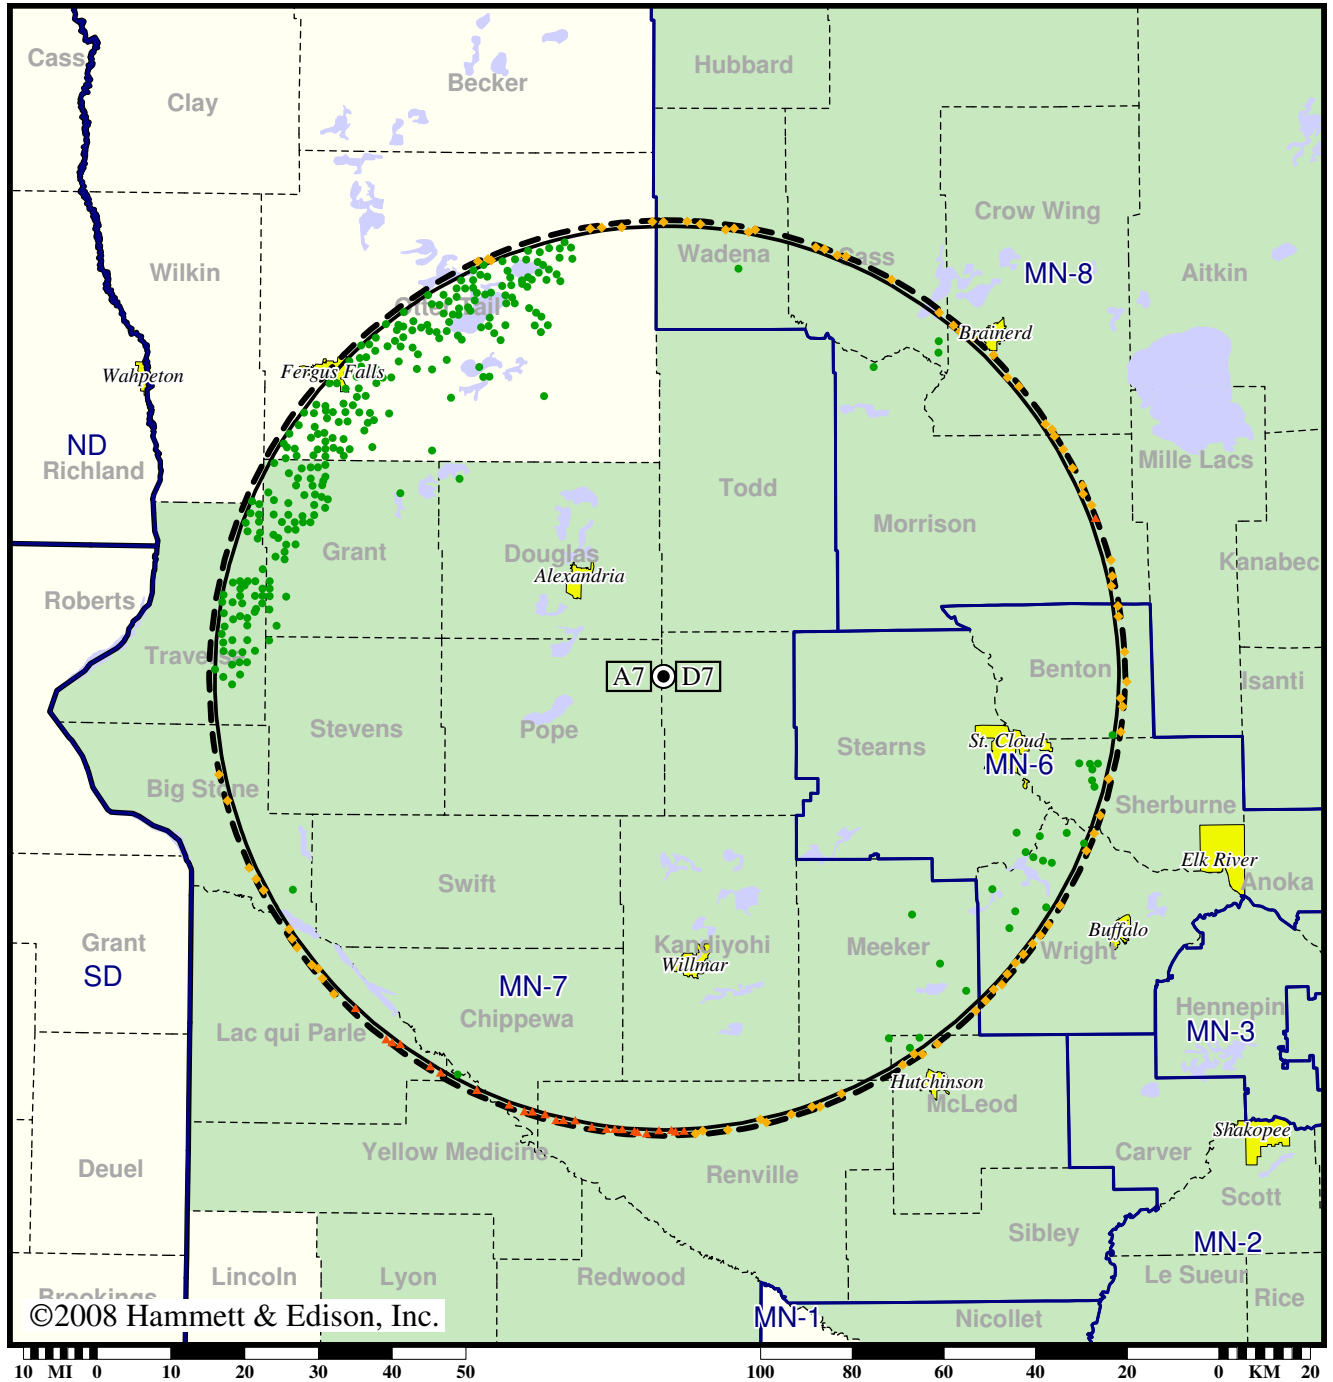 Cass
Clay
Becker
Hubbard
Wilkin
Wadena
Cass
Crow Wing
MN-8
Aitkin
Otter Tail
Brainerd
Wahpeton
Fergus Falls
ND
Richland
Todd
Morrison
Mille Lacs
Grant
Douglas
Alexandria
Kanabec
Roberts
Traverse
A7
D7
Benton
Isanti
Stevens
Pope
Stearns
St. Cloud
MN-6
Big Stone
Sherburne
Elk River
Anoka
Swift
Grant
SD
Kandiyohi
Willmar
Meeker
Buffalo
Wright
MN-7
Chippewa
Lac qui Parle
Hennepin
MN-3
Hutchinson
McLeod
Shakopee
Carver
Deuel
Yellow Medicine
Renville
Scott
Sibley
MN-2
Lincoln
Lyon
Redwood
Le Sueur
Rice
Brookings
©2008 Hammett & Edison, Inc.
MN-1
Nicollet
10 MI 0 10 20 30 40 50 100 80 60 40 20 0 KM 20